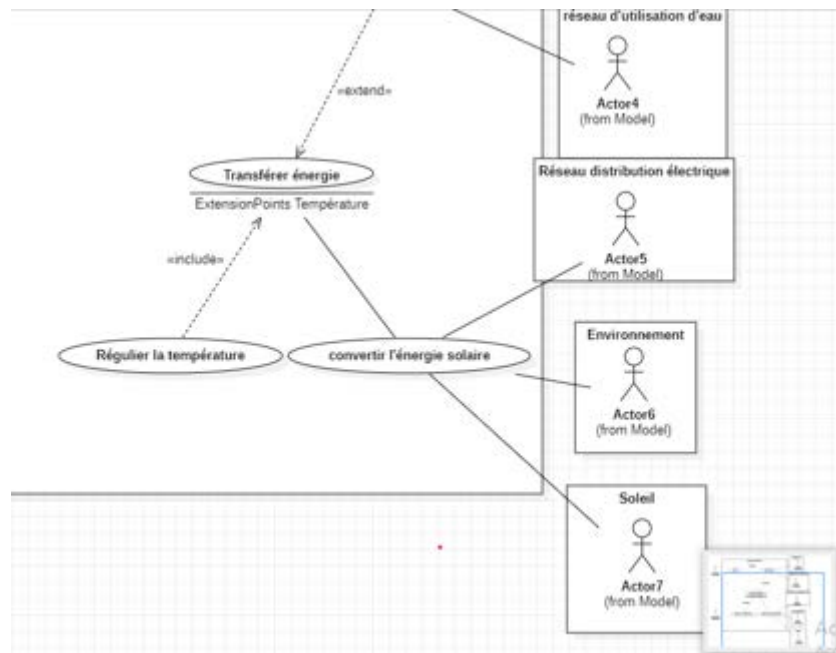 réseau d'utilisation d'eau
Actor4
(from Model)
«extend»
Transférer énergie
ExtensionPoints Température
Réseau distribution électrique
Actor5
(from Model)
«include»
Régulier la température
convertir l'énergie solaire
Environnement
Actor6
(from Model)
Soleil
Actor7
(from Model)